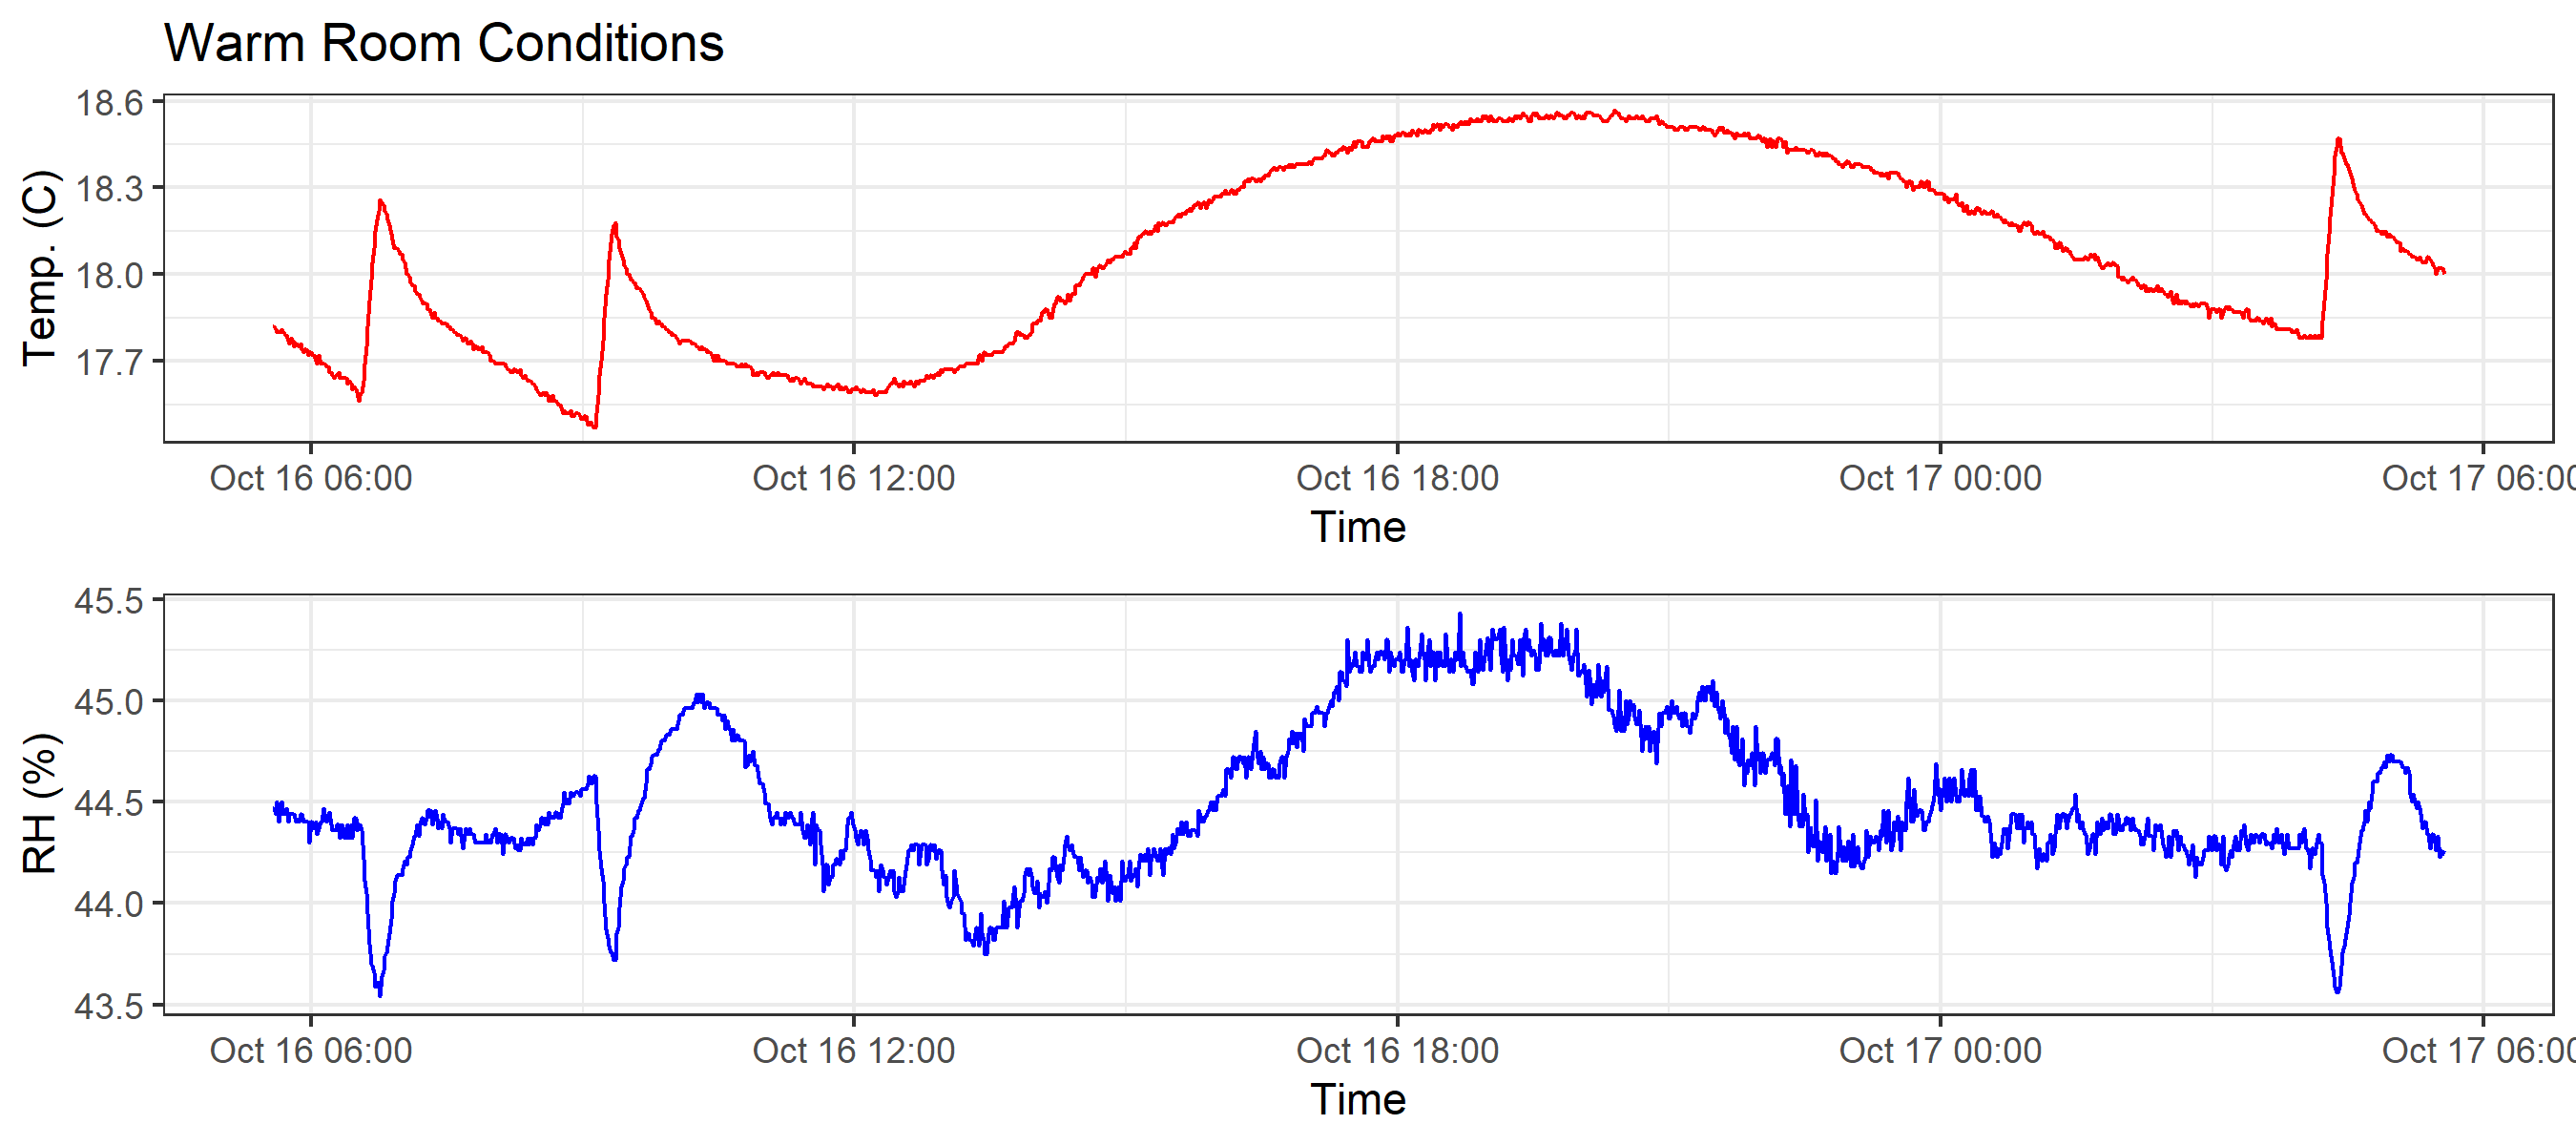 Warm Room Conditions
18.6
18.3
18.0
17.7
Temp. (C)
Oct 16 06:00 Oct 16 12:00 Oct 16 18:00 Oct 17 00:00 Oct 17 06:00
Time
45.5
45.0
44.5
44.0
43.5
RH (%)
Oct 16 06:00 Oct 16 12:00 Oct 16 18:00 Oct 17 00:00 Oct 17 06:00
Time